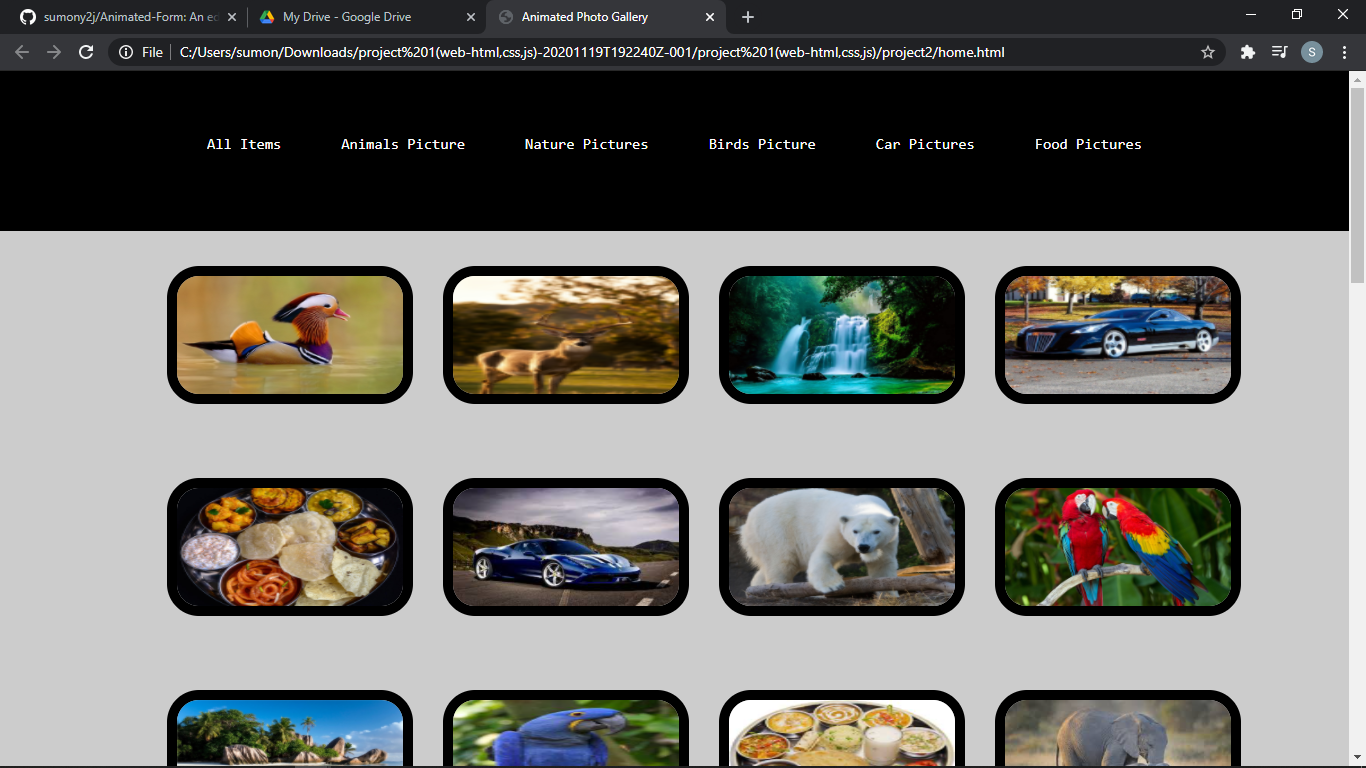 sumony2j/Animated-Form: An ed
My Drive - Google Drive
Animated Photo Gallery
File
C:/Users/sumon/Downloads/project%201(web-html,css,js)-20201119T192240Z-001/project%201(web-html,css,js)/project2/home.html
S
All Items
Animals Picture
Nature Pictures
Birds Picture
Car Pictures
Food Pictures